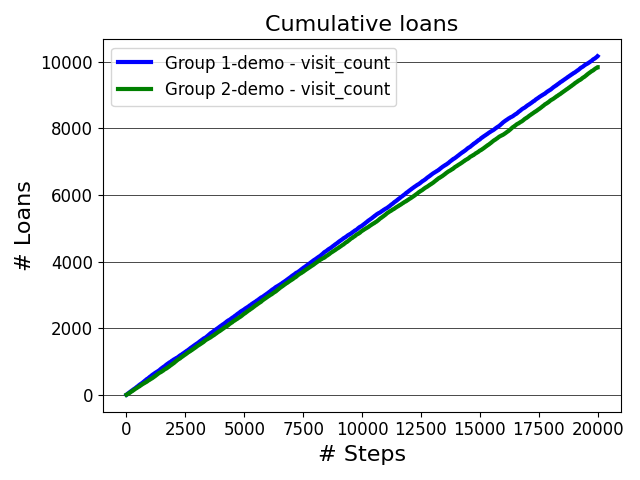 Cumulative loans
Group 1-demo - visit_count
Group 2-demo - visit_count
# Loans
10000
8000
6000
4000
2000
0
0 2500 5000 7500 10000 12500 15000 17500 20000
# Steps